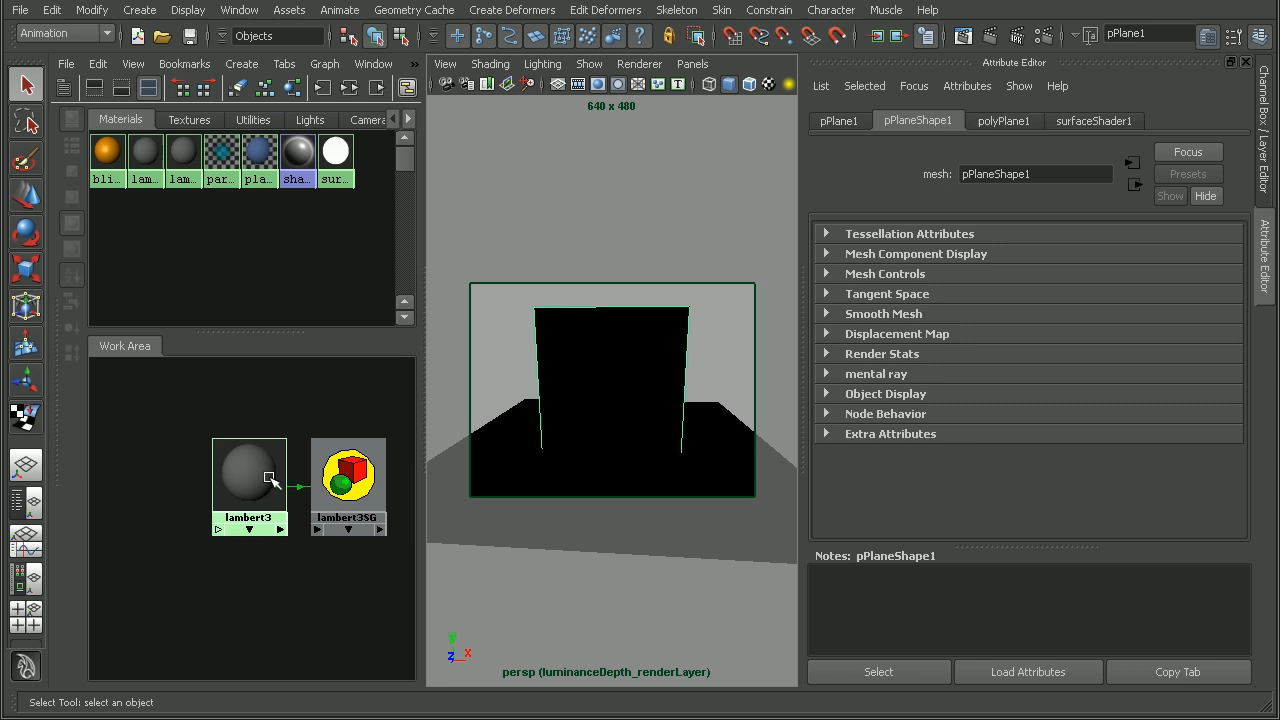 File Edit Modify Create Display Window Assets Animate Geometry Cache Create Deformers Edit Deformers Skeleton Skin Constrain Character Muscle Help
Animation Objects pPlane1
File Edit View Bookmarks Create Tabs Graph Window »
View Shading Lighting Show Renderer Panels
Attribute Editor
List Selected Focus Attributes Show Help
Materials Textures Utilities Lights Camera
640 x 480
pPlane1 pPlaneShape1 polyPlane1 surfaceShader1
bli... lam... lam... par... pla... sha... sur...
mesh: pPlaneShape1
Focus
Presets
Show Hide
Channel Box / Layer Editor
Attribute Editor
Tessellation Attributes
Mesh Component Display
Mesh Controls
Tangent Space
Smooth Mesh
Displacement Map
Render Stats
mental ray
Object Display
Node Behavior
Extra Attributes
Work Area
lambert3 lambert3SG
Notes: pPlaneShape1
y
z x
persp (luminanceDepth_renderLayer)
Select Load Attributes Copy Tab
Select Tool: select an object